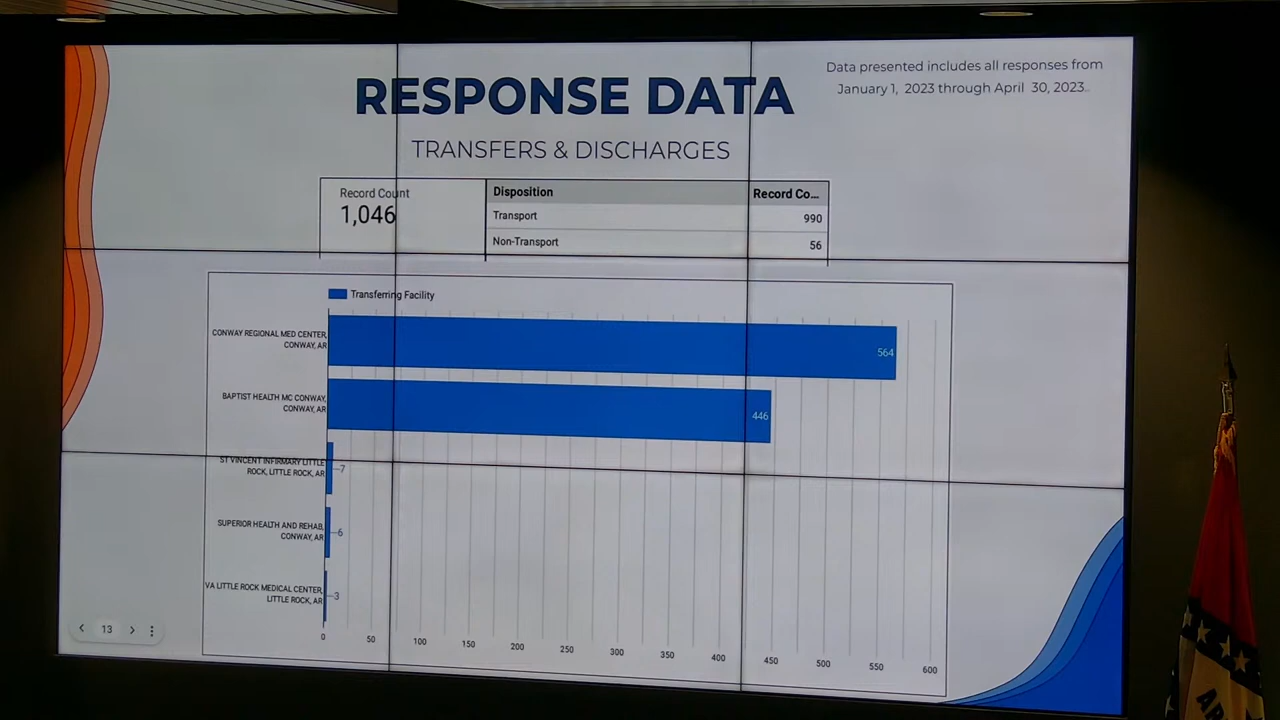 Data presented includes all responses from
January 1, 2023 through April 30, 2023.
RESPONSE DATA
TRANSFERS & DISCHARGES
Record Count
1,046
Disposition Record Co...
Transport 990
Non-Transport 56
Transferring Facility
CONWAY REGIONAL MED CENTER,
CONWAY, AR
564
BAPTIST HEALTH MC CONWAY,
CONWAY, AR
446
ST VINCENT INFIRMARY LITTLE
ROCK, LITTLE ROCK, AR
7
SUPERIOR HEALTH AND REHAB,
CONWAY, AR
6
VA LITTLE ROCK MEDICAL CENTER,
LITTLE ROCK, AR
3
0 50 100 150 200 250 300 350 400 450 500 550 600
13
AR